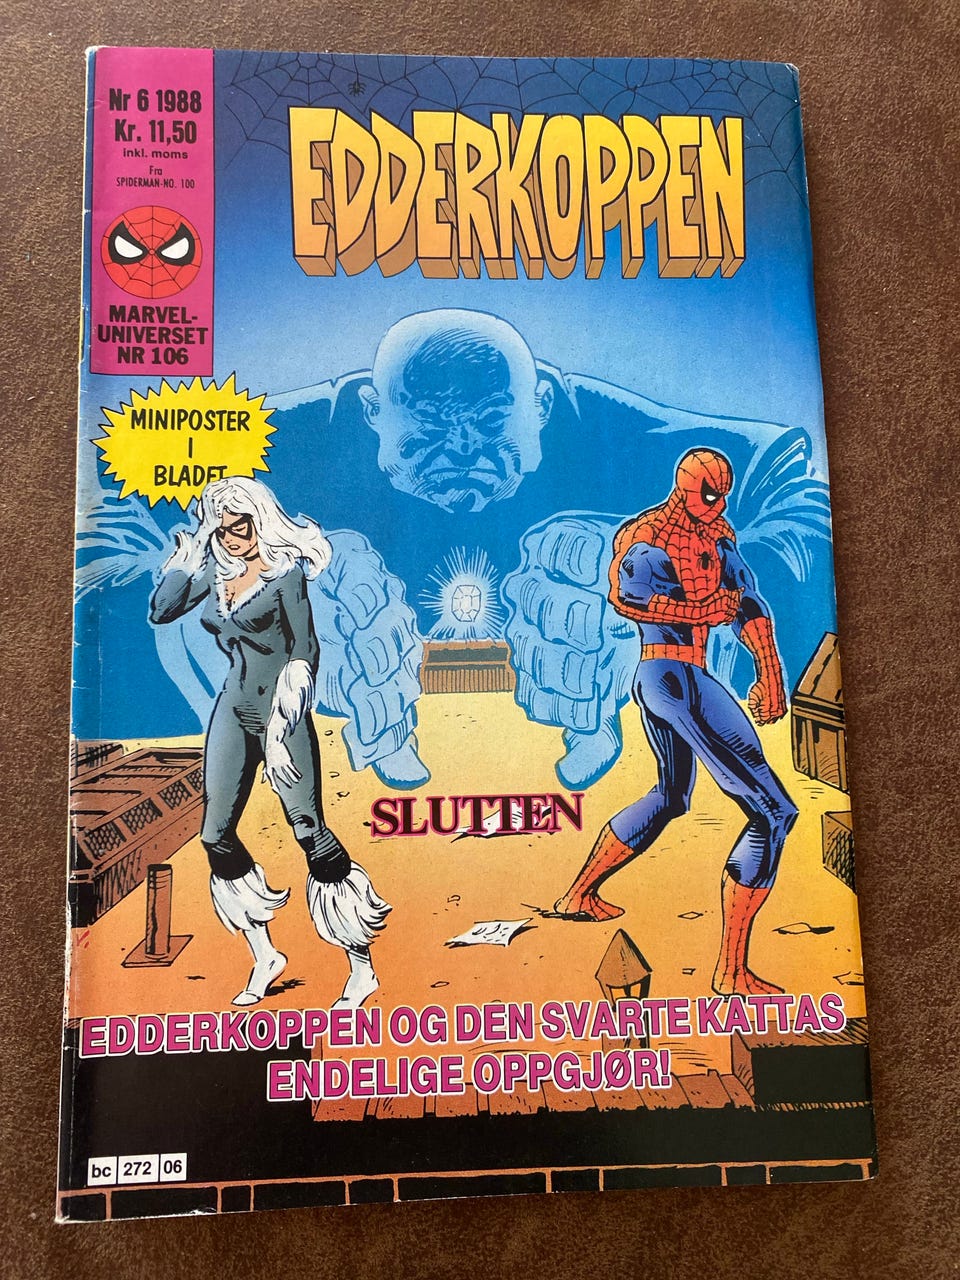 Nr 6 1988
Kr. 11,50
inkl. moms
Fra
SPIDERMAN-NO. 100
MARVEL-
UNIVERSET
NR 106
EDDERKOPPEN
MINIPOSTER
I
BLADET
SLUTTEN
EDDERKOPPEN OG DEN SVARTE KATTAS
ENDELIGE OPPGJØR!
bc 272 06